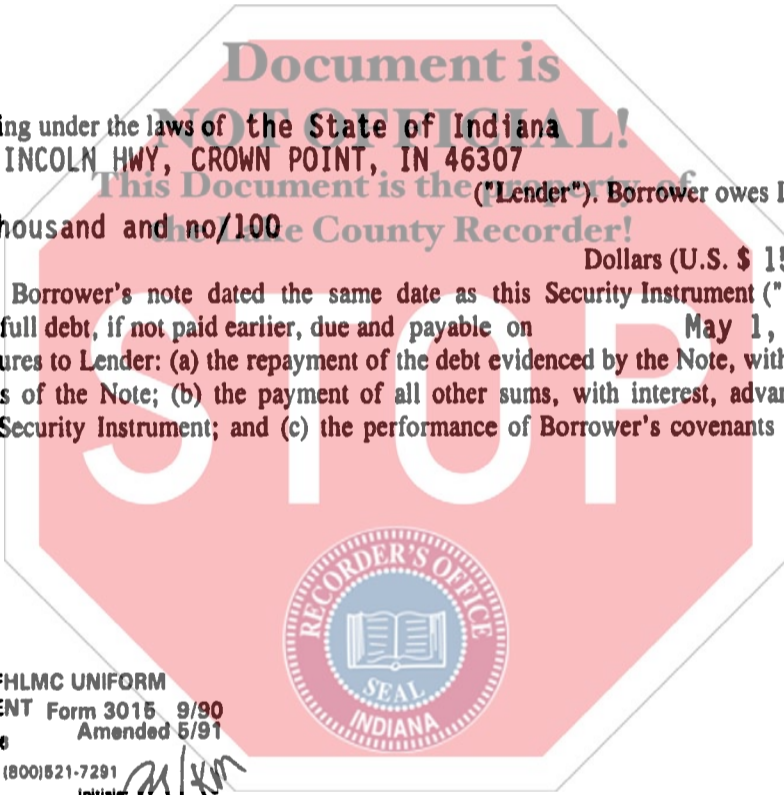 Document is
NOT OFFICIAL!
This Document is the property of
the Lake County Recorder!
STOP
ing under the laws of the State of Indiana
INCOLN HWY, CROWN POINT, IN 46307
("Lender"). Borrower owes
housand and no/100
Dollars (U.S. $ 15
Borrower's note dated the same date as this Security Instrument ("
full debt, if not paid earlier, due and payable on May 1,
ures to Lender: (a) the repayment of the debt evidenced by the Note, with
s of the Note; (b) the payment of all other sums, with interest, advan
Security Instrument; and (c) the performance of Borrower's covenants
RECORDER'S OFFICE
SEAL
INDIANA
FHLMC UNIFORM
ENT Form 3015 9/90
Amended 5/91
(800)521-7291
Initials: